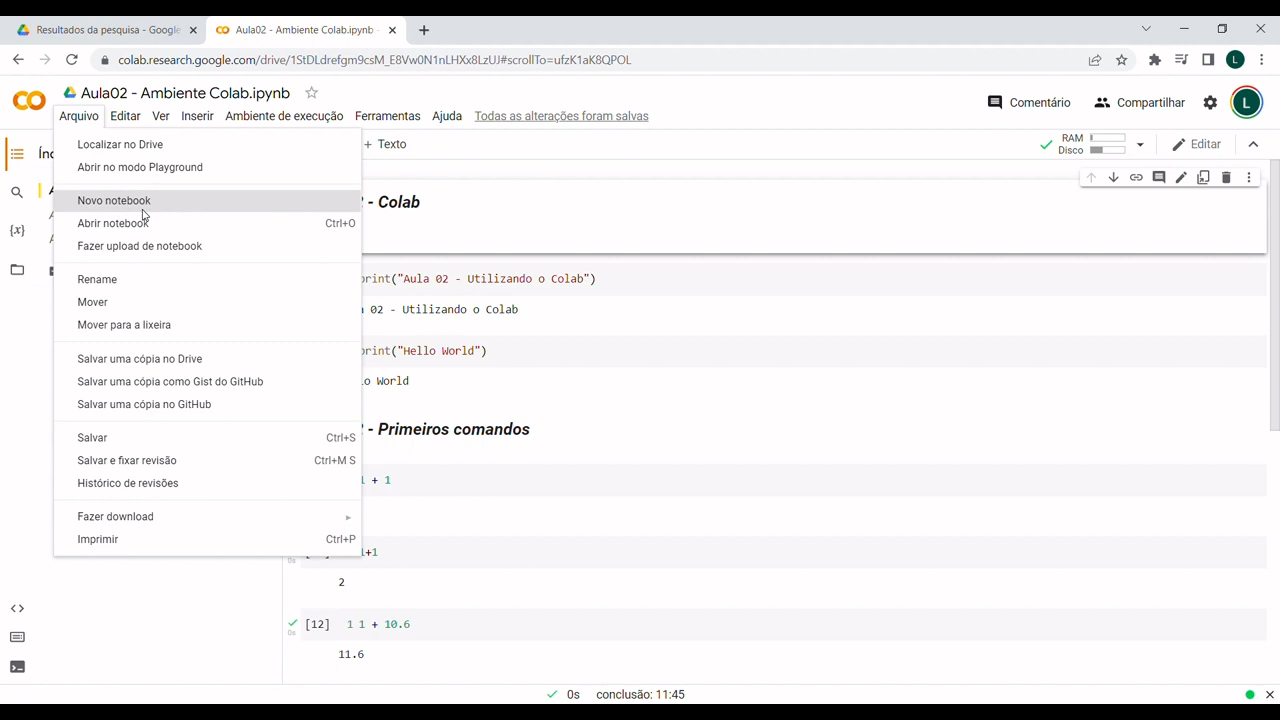 Resultados da pesquisa - Google
Aula02 - Ambiente Colab.ipynb -
colab.research.google.com/drive/1StDLdrefgm9csM_E8Vw0N1nLHXx8EzUJ#scrollTo=ufzK1aK8QPOL
L
Aula02 - Ambiente Colab.ipynb
Arquivo Editar Ver Inserir Ambiente de execução Ferramentas Ajuda Todas as alterações foram salvas
Comentário Compartilhar L
+ Texto
RAM
Disco
Editar
Localizar no Drive
Abrir no modo Playground
Novo notebook
Abrir notebook Ctrl+O
Fazer upload de notebook
Rename
Mover
Mover para a lixeira
Salvar uma cópia no Drive
Salvar uma cópia como Gist do GitHub
Salvar uma cópia no GitHub
Salvar Ctrl+S
Salvar e fixar revisão Ctrl+M S
Histórico de revisões
Fazer download
Imprimir Ctrl+P
{x}
- Colab
print("Aula 02 - Utilizando o Colab")
02 - Utilizando o Colab
print("Hello World")
World
- Primeiros comandos
1 + 1
1+1
0s
2
[12] 1 1 + 10.6
0s
11.6
0s conclusão: 11:45